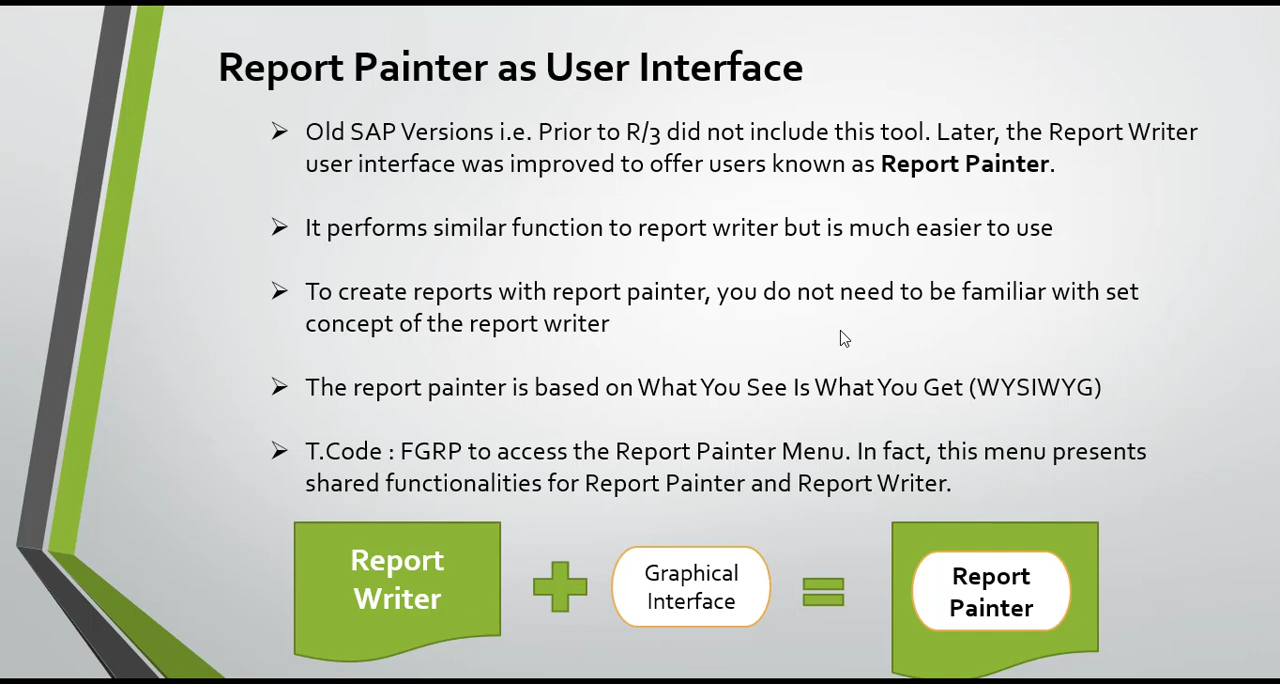 Report Painter as User Interface
Old SAP Versions i.e. Prior to R/3 did not include this tool. Later, the Report Writer
user interface was improved to offer users known as Report Painter.
It performs similar function to report writer but is much easier to use
To create reports with report painter, you do not need to be familiar with set
concept of the report writer
The report painter is based on What You See Is What You Get (WYSIWYG)
T.Code : FGRP to access the Report Painter Menu. In fact, this menu presents
shared functionalities for Report Painter and Report Writer.
Report
Writer
Graphical
Interface
Report
Painter